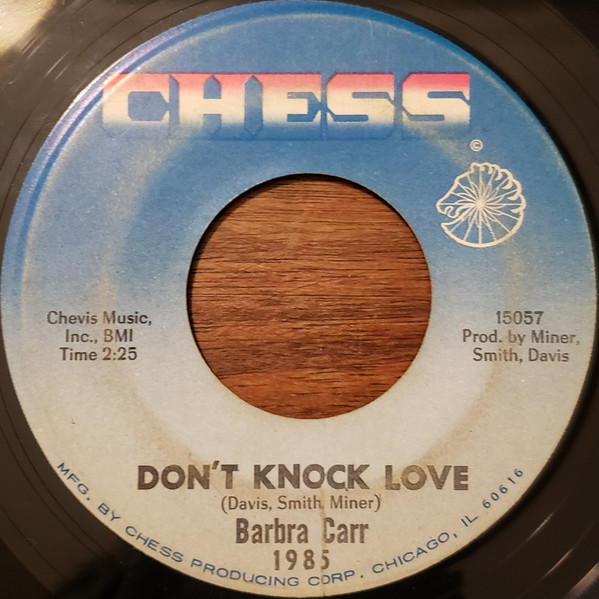 CHESS
©
Chevis Music,
Inc., BMI
Time 2:25
15057
Prod. by Miner,
Smith, Davis
DON'T KNOCK LOVE
(Davis, Smith Miner)
Barbra Carr
1985
MFG. BY CHESS PRODUCING CORP. CHICAGO, IL 60616